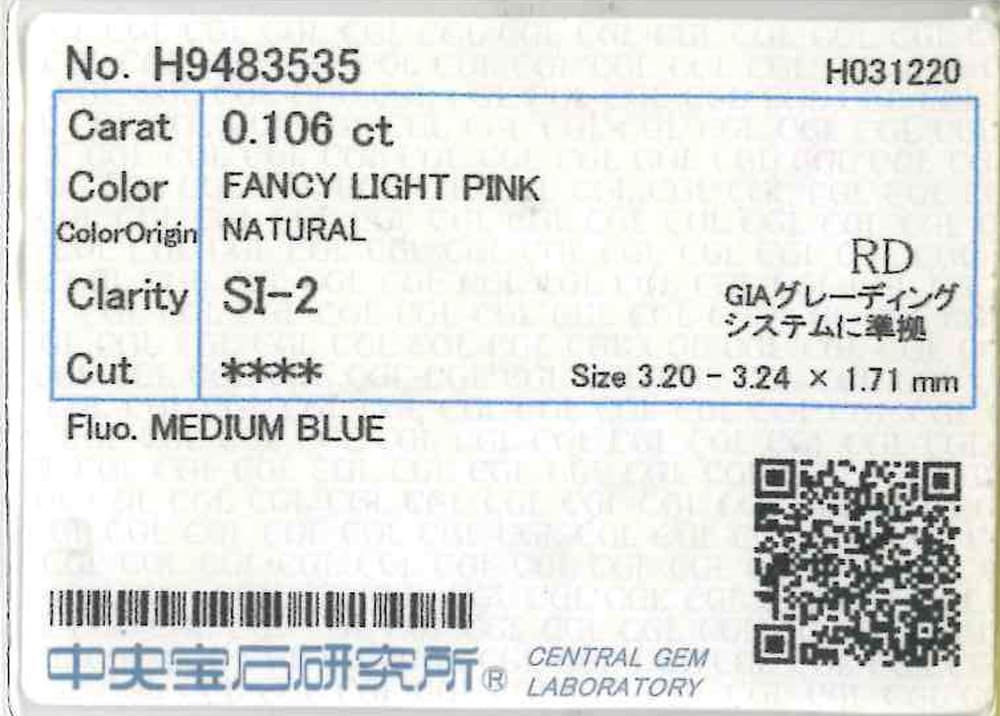 No. H9483535
H031220
Carat 0.106 ct
Color FANCY LIGHT PINK
ColorOrigin NATURAL
RD
Clarity SI-2
GIAグレーディング
システムに準拠
Cut ****
Size 3.20 - 3.24 × 1.71 mm
Fluo. MEDIUM BLUE
中央宝石研究所®
CENTRAL GEM
LABORATORY